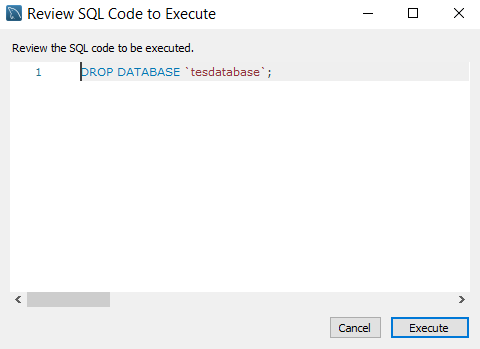 Review SQL Code to Execute
Review the SQL code to be executed.
1 DROP DATABASE `tesdatabase`;
Cancel Execute